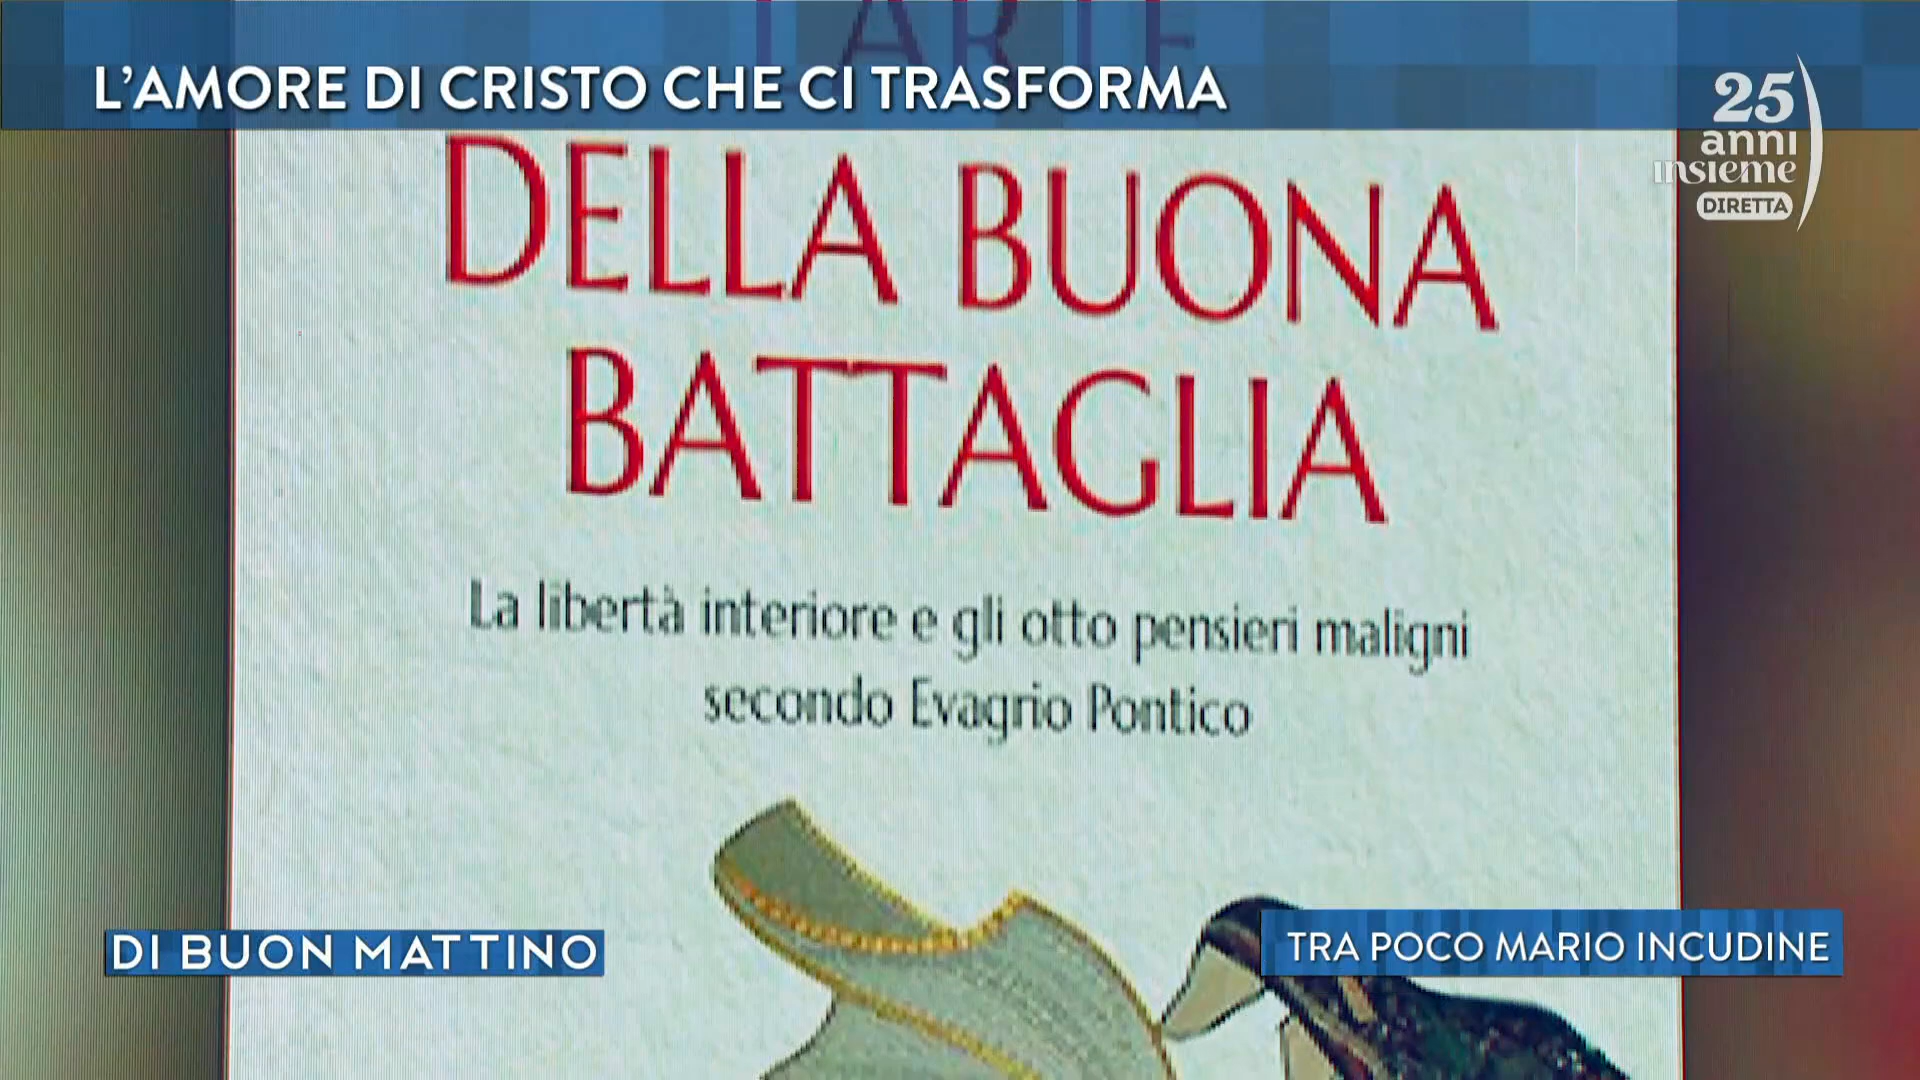 L'ARTE
L'AMORE DI CRISTO CHE CI TRASFORMA
25
anni
insieme
DIRETTA
DELLA BUONA
BATTAGLIA
La libertà interiore e gli otto pensieri maligni
secondo Evagrio Pontico
DI BUON MATTINO
TRA POCO MARIO INCUDINE